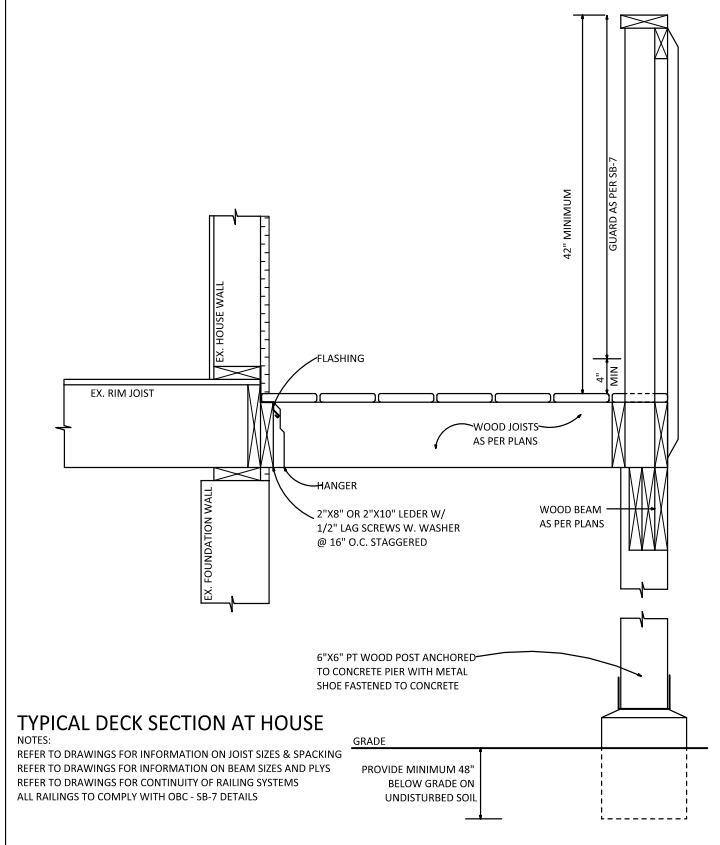 42" MINIMUM
GUARD AS PER SB-7
4"
MIN
EX. HOUSE WALL
FLASHING
EX. RIM JOIST
WOOD JOISTS
AS PER PLANS
HANGER
2"X8" OR 2"X10" LEDER W/
1/2" LAG SCREWS W. WASHER
@ 16" O.C. STAGGERED
WOOD BEAM
AS PER PLANS
EX. FOUNDATION WALL
6"X6" PT WOOD POST ANCHORED
TO CONCRETE PIER WITH METAL
SHOE FASTENED TO CONCRETE
TYPICAL DECK SECTION AT HOUSE
NOTES:
REFER TO DRAWINGS FOR INFORMATION ON JOIST SIZES & SPACKING
REFER TO DRAWINGS FOR INFORMATION ON BEAM SIZES AND PLYS
REFER TO DRAWINGS FOR CONTINUITY OF RAILING SYSTEMS
ALL RAILINGS TO COMPLY WITH OBC - SB-7 DETAILS
GRADE
PROVIDE MINIMUM 48"
BELOW GRADE ON
UNDISTURBED SOIL